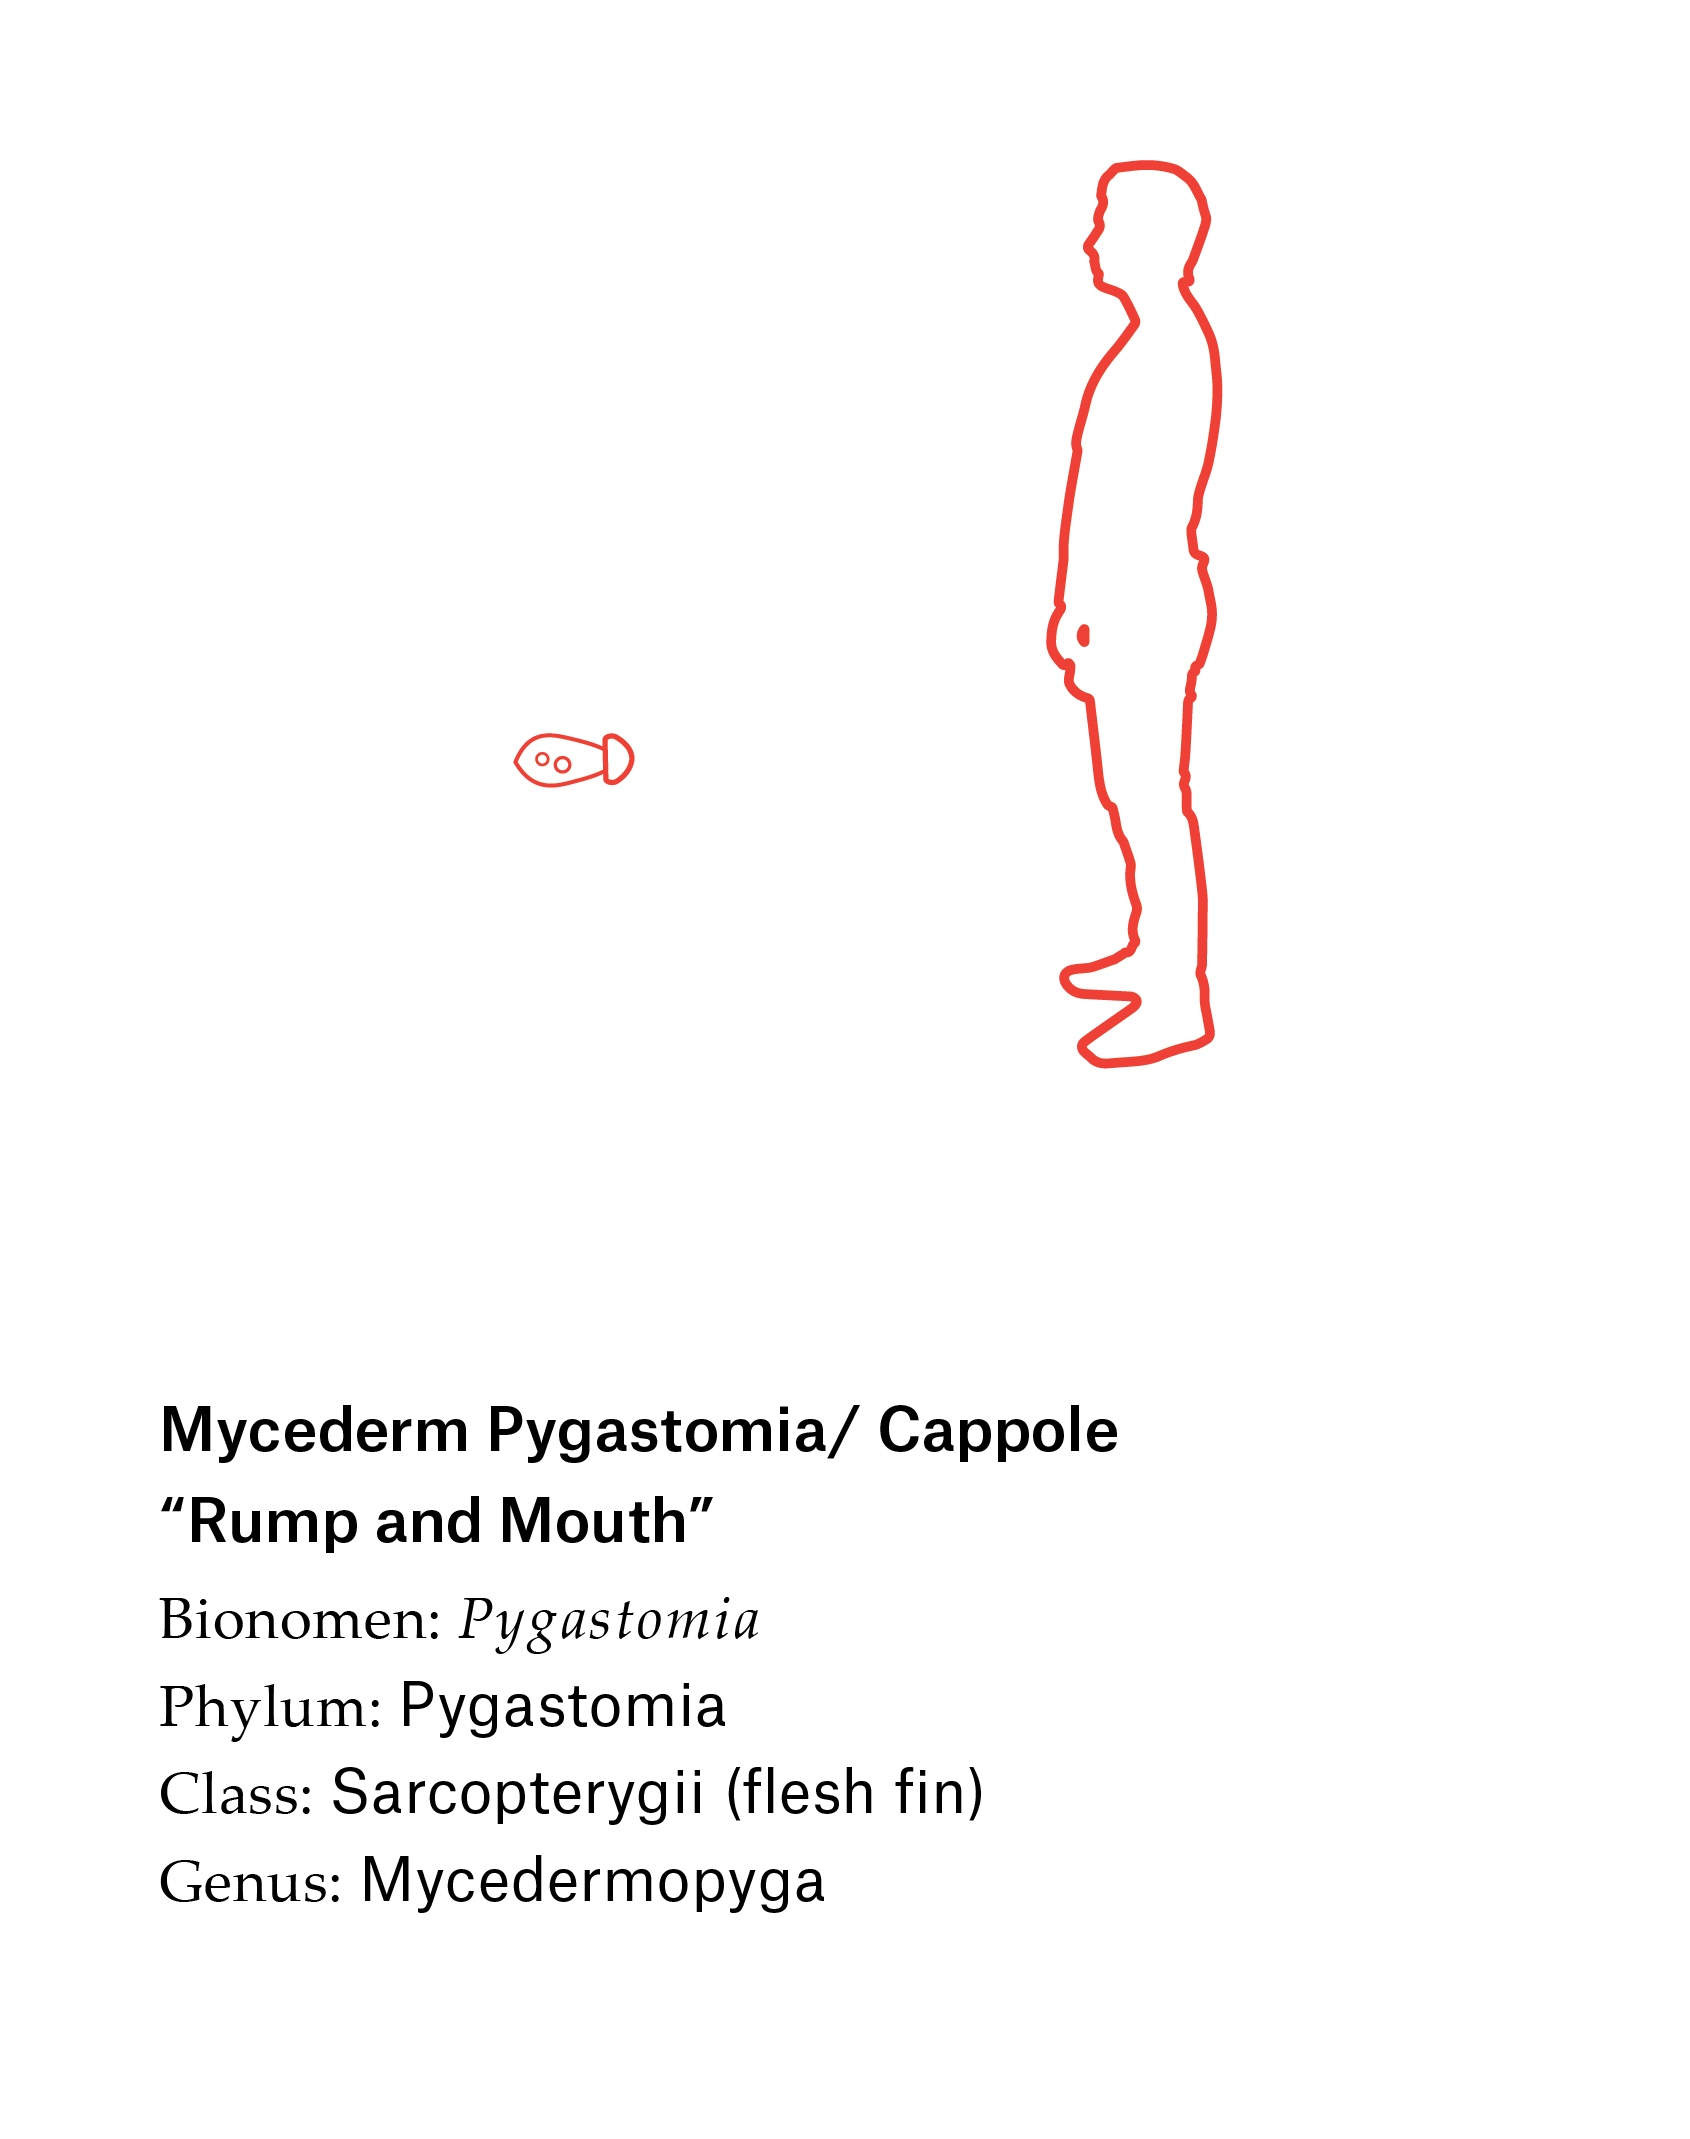 Mycederm Pygastomia/ Cappole
“Rump and Mouth”
Bionomen: Pygastomia
Phylum: Pygastomia
Class: Sarcopterygii (flesh fin)
Genus: Mycedermopyga